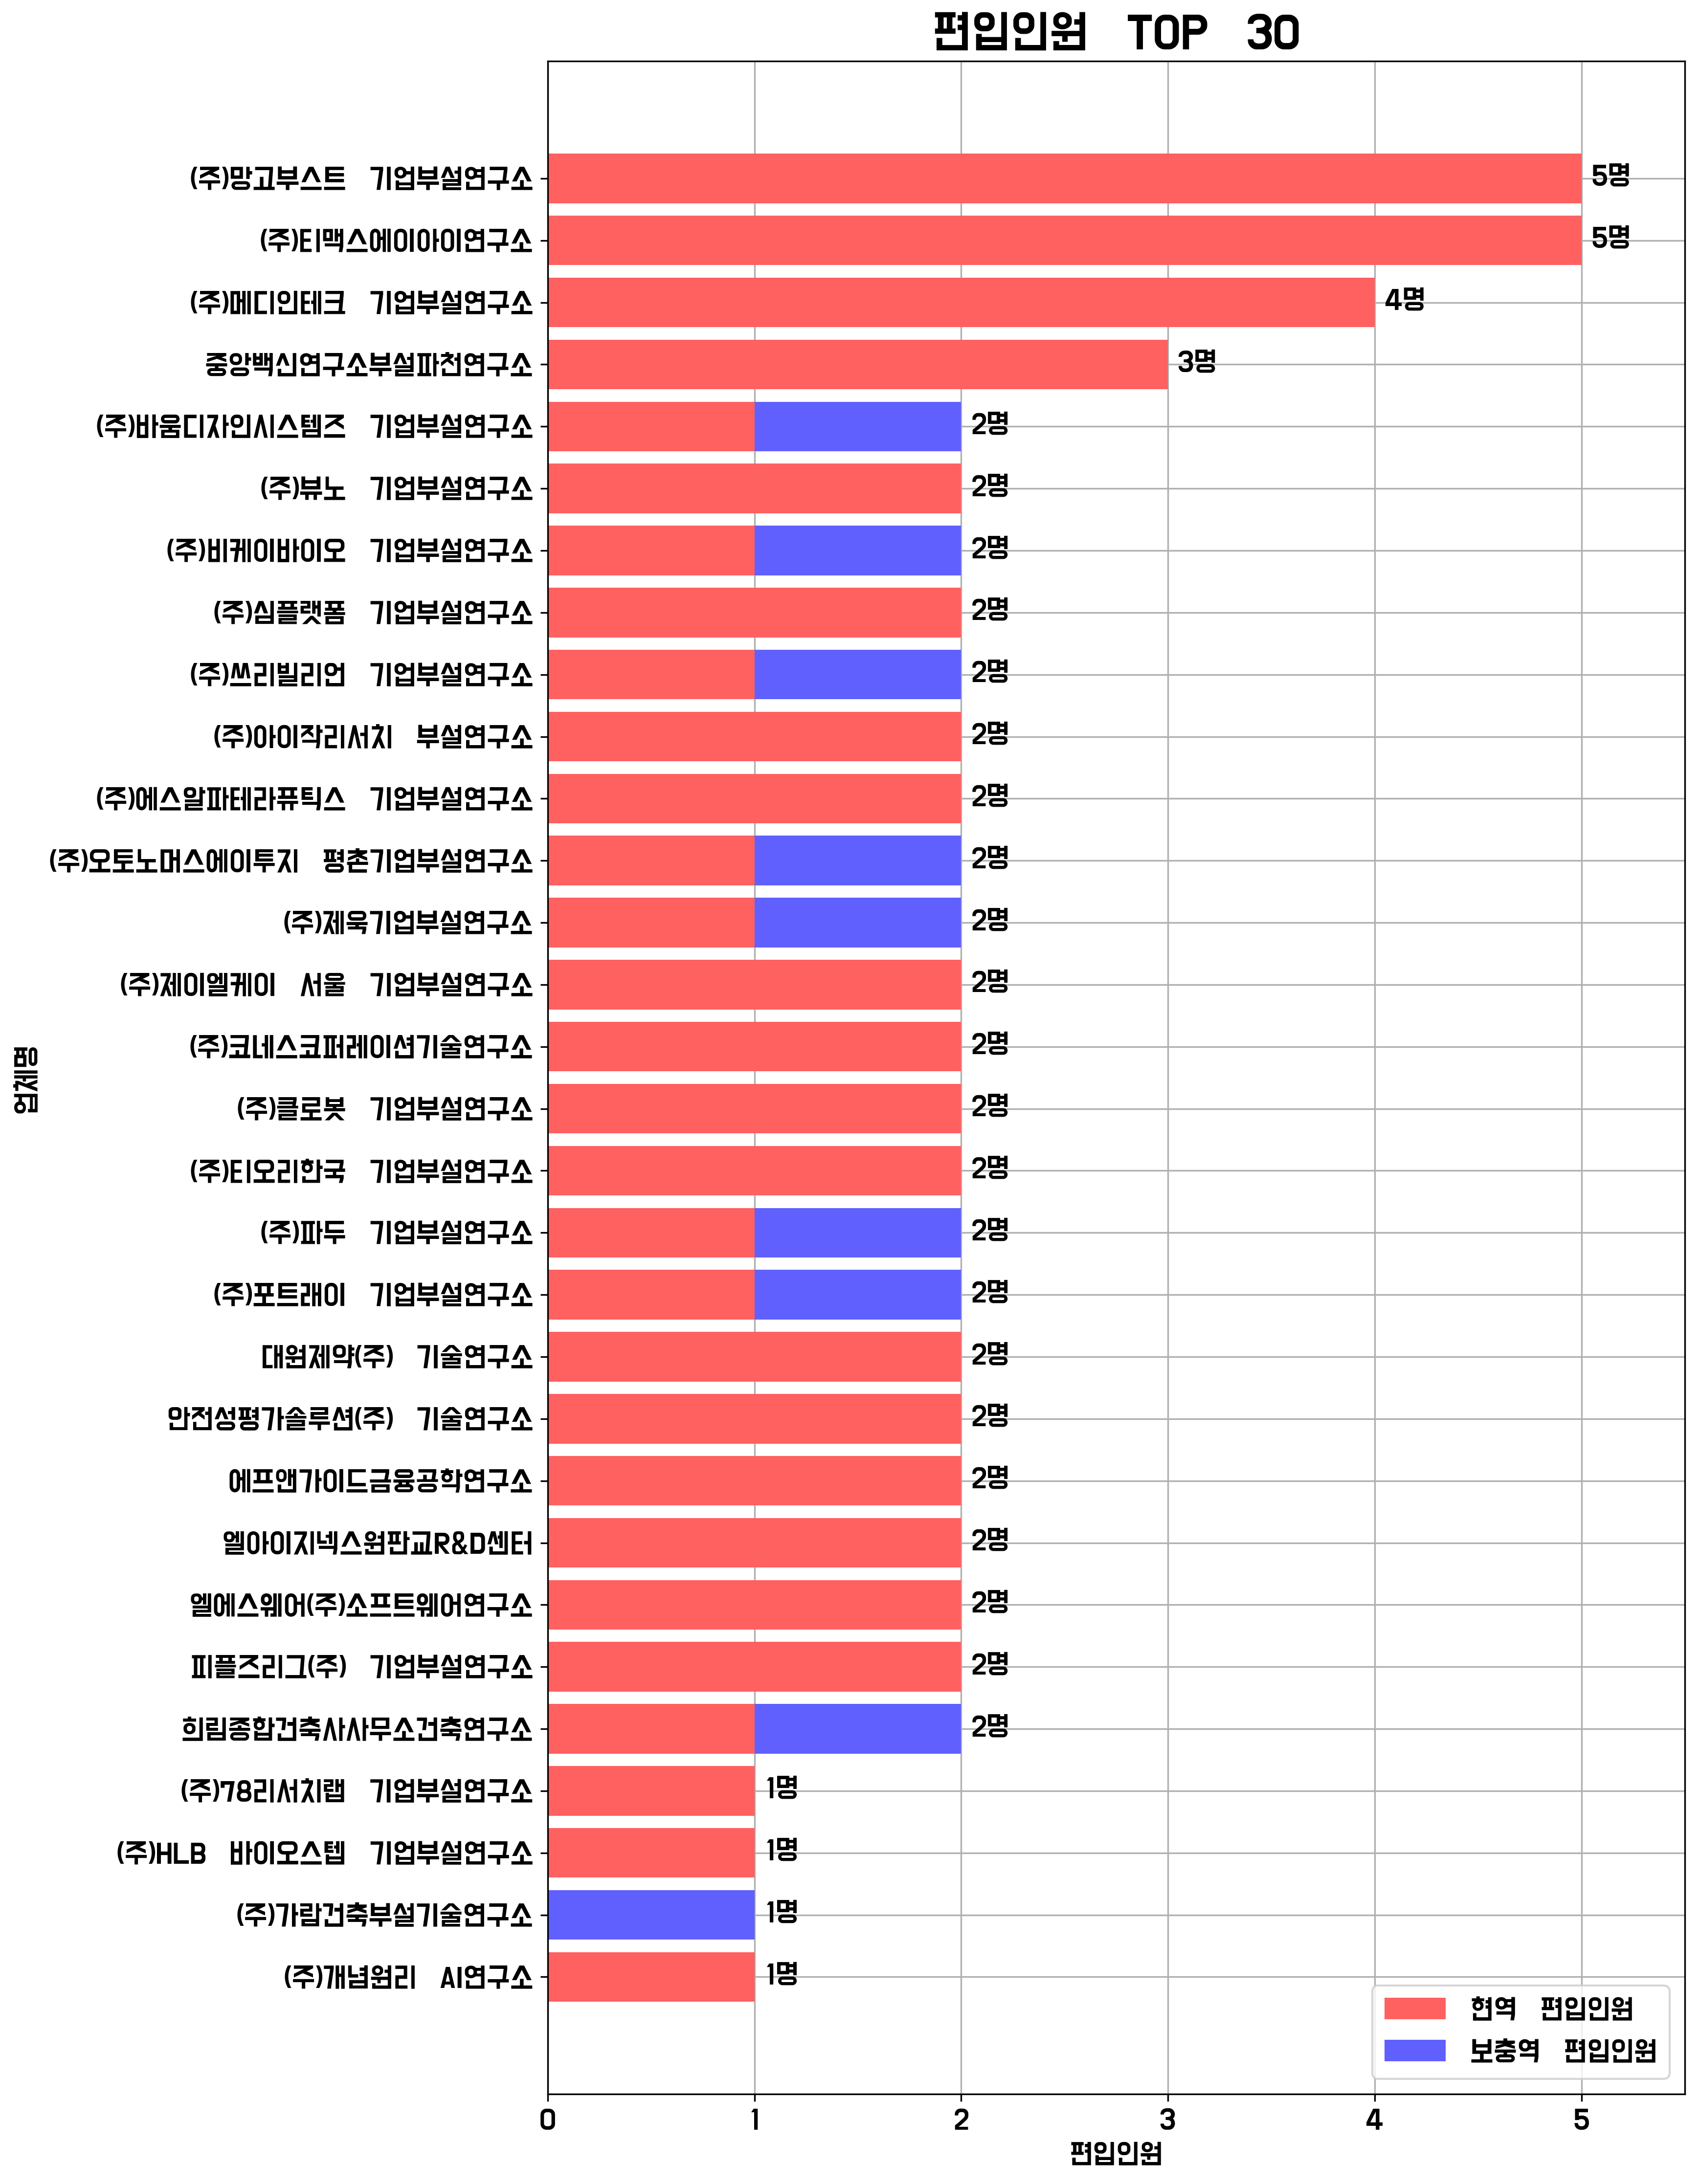 편입인원 TOP 30
(주)망고부스트 기업부설연구소 5명
(주)티맥스에이아이연구소 5명
(주)메디인테크 기업부설연구소 4명
중앙백신연구소부설파천연구소 3명
(주)바움디자인시스템즈 기업부설연구소 2명
(주)뷰노 기업부설연구소 2명
(주)비케이바이오 기업부설연구소 2명
(주)심플랫폼 기업부설연구소 2명
(주)쓰리빌리언 기업부설연구소 2명
(주)아이작리서치 부설연구소 2명
(주)에스알파테라퓨틱스 기업부설연구소 2명
(주)오토노머스에이투지 평촌기업부설연구소 2명
(주)제욱기업부설연구소 2명
(주)제이엘케이 서울 기업부설연구소 2명
(주)코네스코퍼레이션기술연구소 2명
(주)클로봇 기업부설연구소 2명
(주)티오리한국 기업부설연구소 2명
(주)파두 기업부설연구소 2명
(주)포트래이 기업부설연구소 2명
대원제약(주) 기술연구소 2명
안전성평가솔루션(주) 기술연구소 2명
에프앤가이드금융공학연구소 2명
엘아이지넥스원판교R&D센터 2명
엘에스웨어(주)소프트웨어연구소 2명
피플즈리그(주) 기업부설연구소 2명
희림종합건축사사무소건축연구소 2명
(주)78리서치랩 기업부설연구소 1명
(주)HLB 바이오스텝 기업부설연구소 1명
(주)가람건축부설기술연구소 1명
(주)개념원리 AI연구소 1명
업체명
현역 편입인원
보충역 편입인원
0 1 2 3 4 5
편입인원